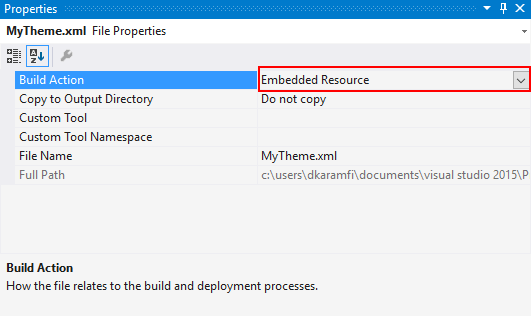 Properties
MyTheme.xml File Properties
Build Action Embedded Resource
Copy to Output Directory Do not copy
Custom Tool
Custom Tool Namespace
File Name MyTheme.xml
Full Path c:\users\dkaramfi\documents\visual studio 2015\P
Build Action
How the file relates to the build and deployment processes.